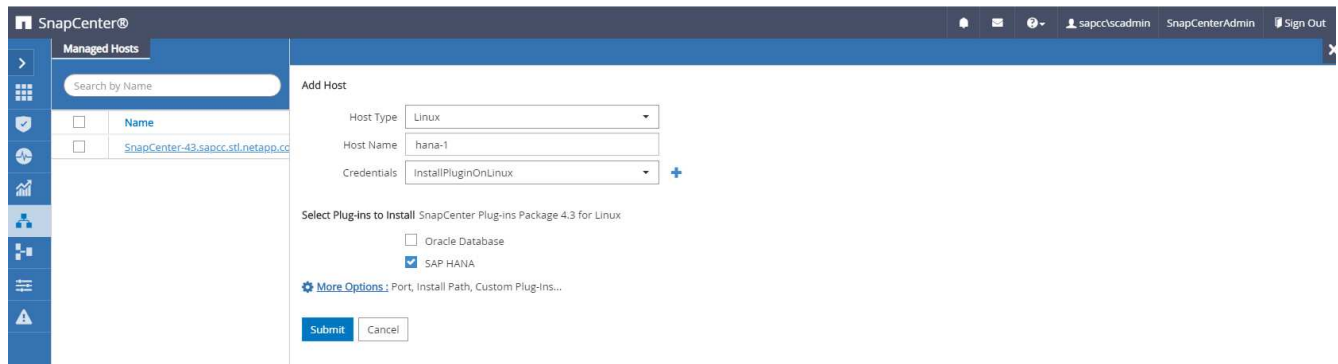 SnapCenter®
sapcc\scadmin SnapCenterAdmin Sign Out
Managed Hosts
Search by Name
Name
SnapCenter-43.sapcc.stl.netapp.co
Add Host
Host Type Linux
Host Name hana-1
Credentials InstallPluginOnLinux
Select Plug-ins to Install SnapCenter Plug-ins Package 4.3 for Linux
Oracle Database
SAP HANA
More Options : Port, Install Path, Custom Plug-Ins...
Submit Cancel